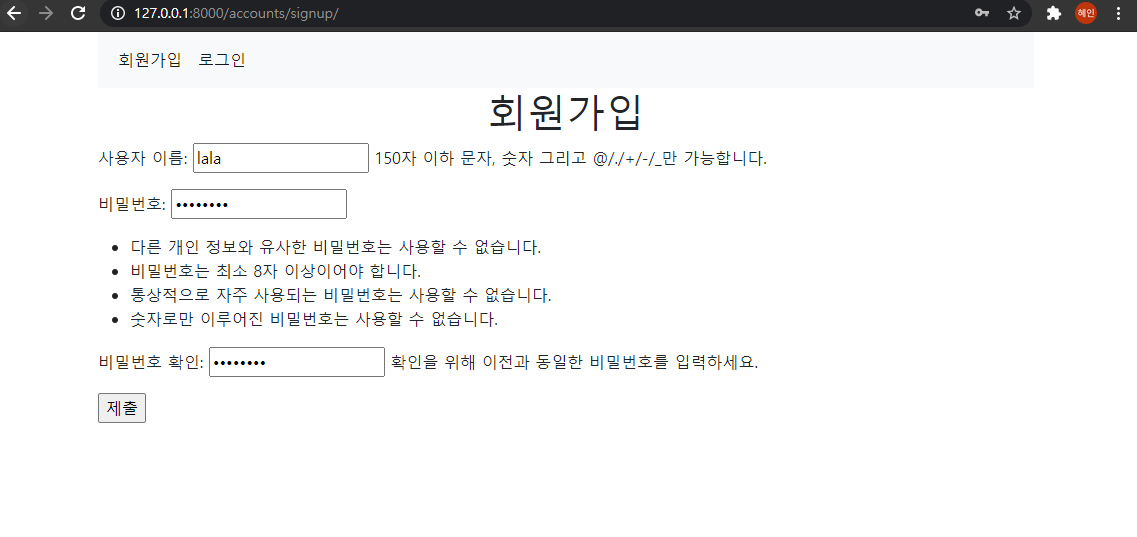 127.0.0.1:8000/accounts/signup/
혜인
회원가입 로그인
회원가입
사용자 이름: lala 150자 이하 문자, 숫자 그리고 @/./+/-/_만 가능합니다.
비밀번호: ••••••••
• 다른 개인 정보와 유사한 비밀번호는 사용할 수 없습니다.
• 비밀번호는 최소 8자 이상이어야 합니다.
• 통상적으로 자주 사용되는 비밀번호는 사용할 수 없습니다.
• 숫자로만 이루어진 비밀번호는 사용할 수 없습니다.
비밀번호 확인: •••••••• 확인을 위해 이전과 동일한 비밀번호를 입력하세요.
제출